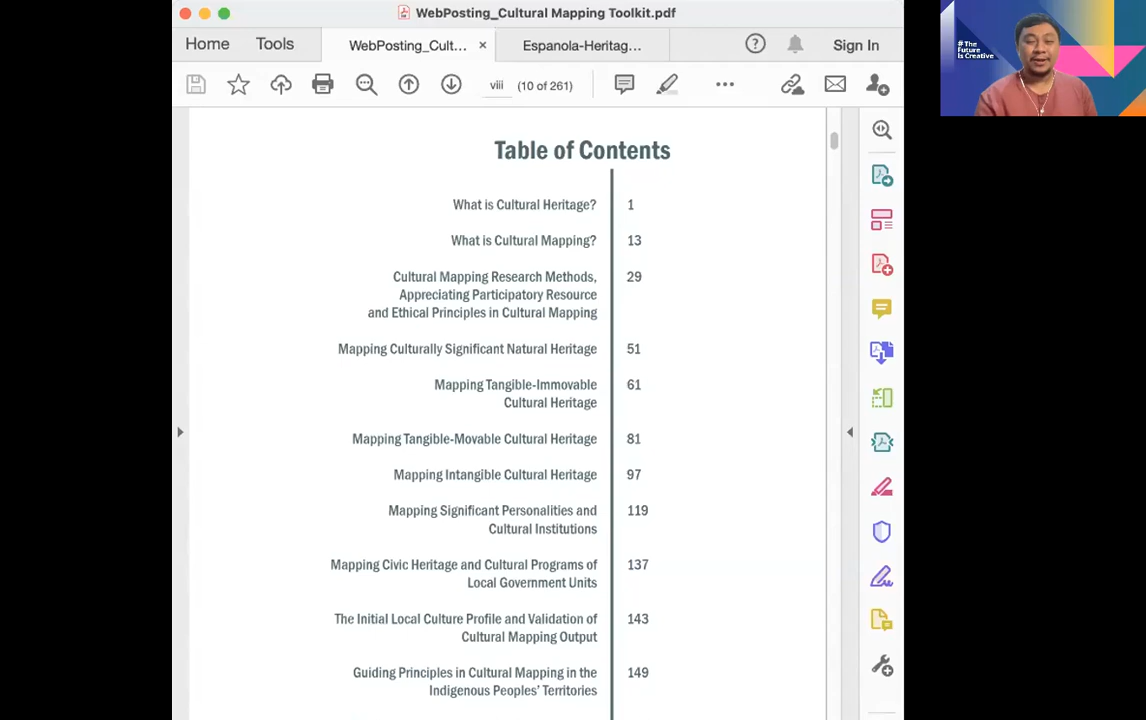 WebPosting_Cultural Mapping Toolkit.pdf
Home
Tools
WebPosting_Cult...
Espanola-Heritag...
Sign In
viii
(10 of 261)
# The
Future
Is Creative
Table of Contents
What is Cultural Heritage? 1
What is Cultural Mapping? 13
Cultural Mapping Research Methods, 29
Appreciating Participatory Resource
and Ethical Principles in Cultural Mapping
Mapping Culturally Significant Natural Heritage 51
Mapping Tangible-Immovable 61
Cultural Heritage
Mapping Tangible-Movable Cultural Heritage 81
Mapping Intangible Cultural Heritage 97
Mapping Significant Personalities and 119
Cultural Institutions
Mapping Civic Heritage and Cultural Programs of 137
Local Government Units
The Initial Local Culture Profile and Validation of 143
Cultural Mapping Output
Guiding Principles in Cultural Mapping in the 149
Indigenous Peoples' Territories